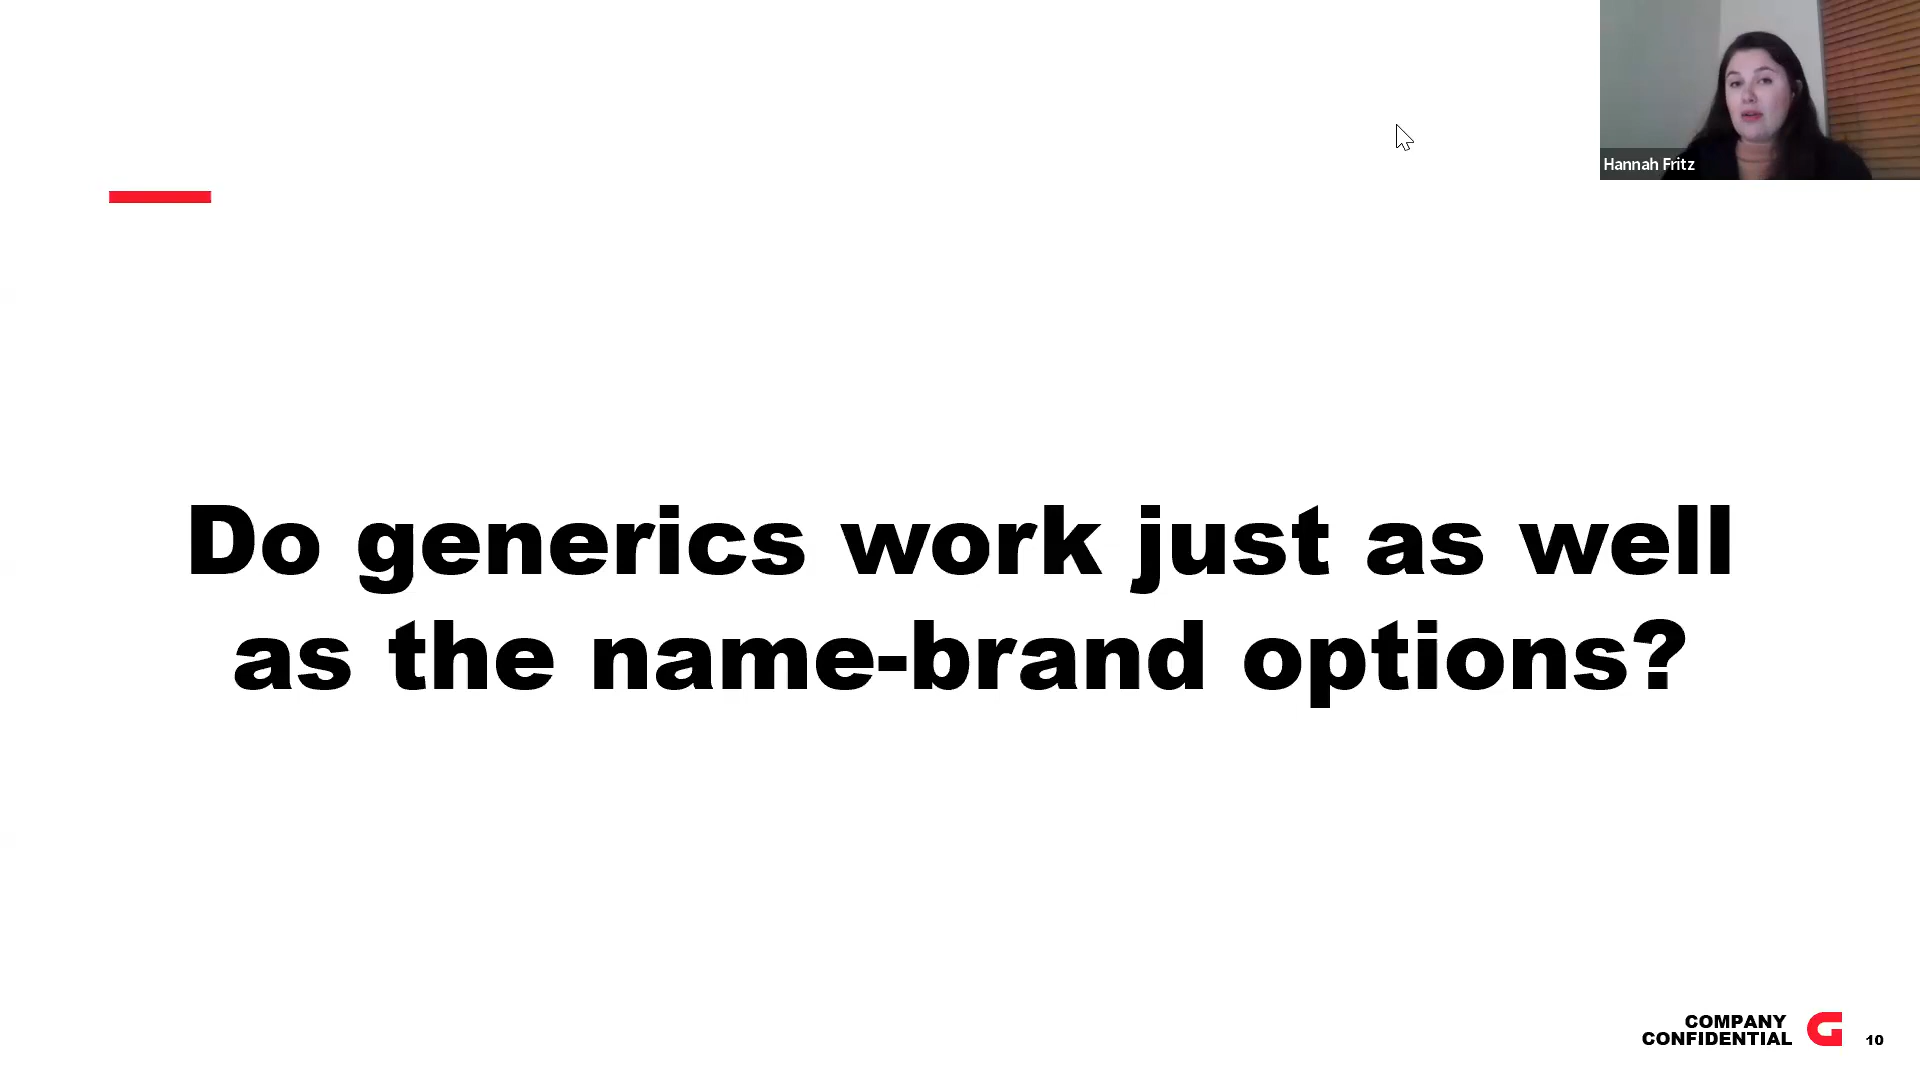 Hannah Fritz
Do generics work just as well
as the name-brand options?
COMPANY
CONFIDENTIAL
G
10